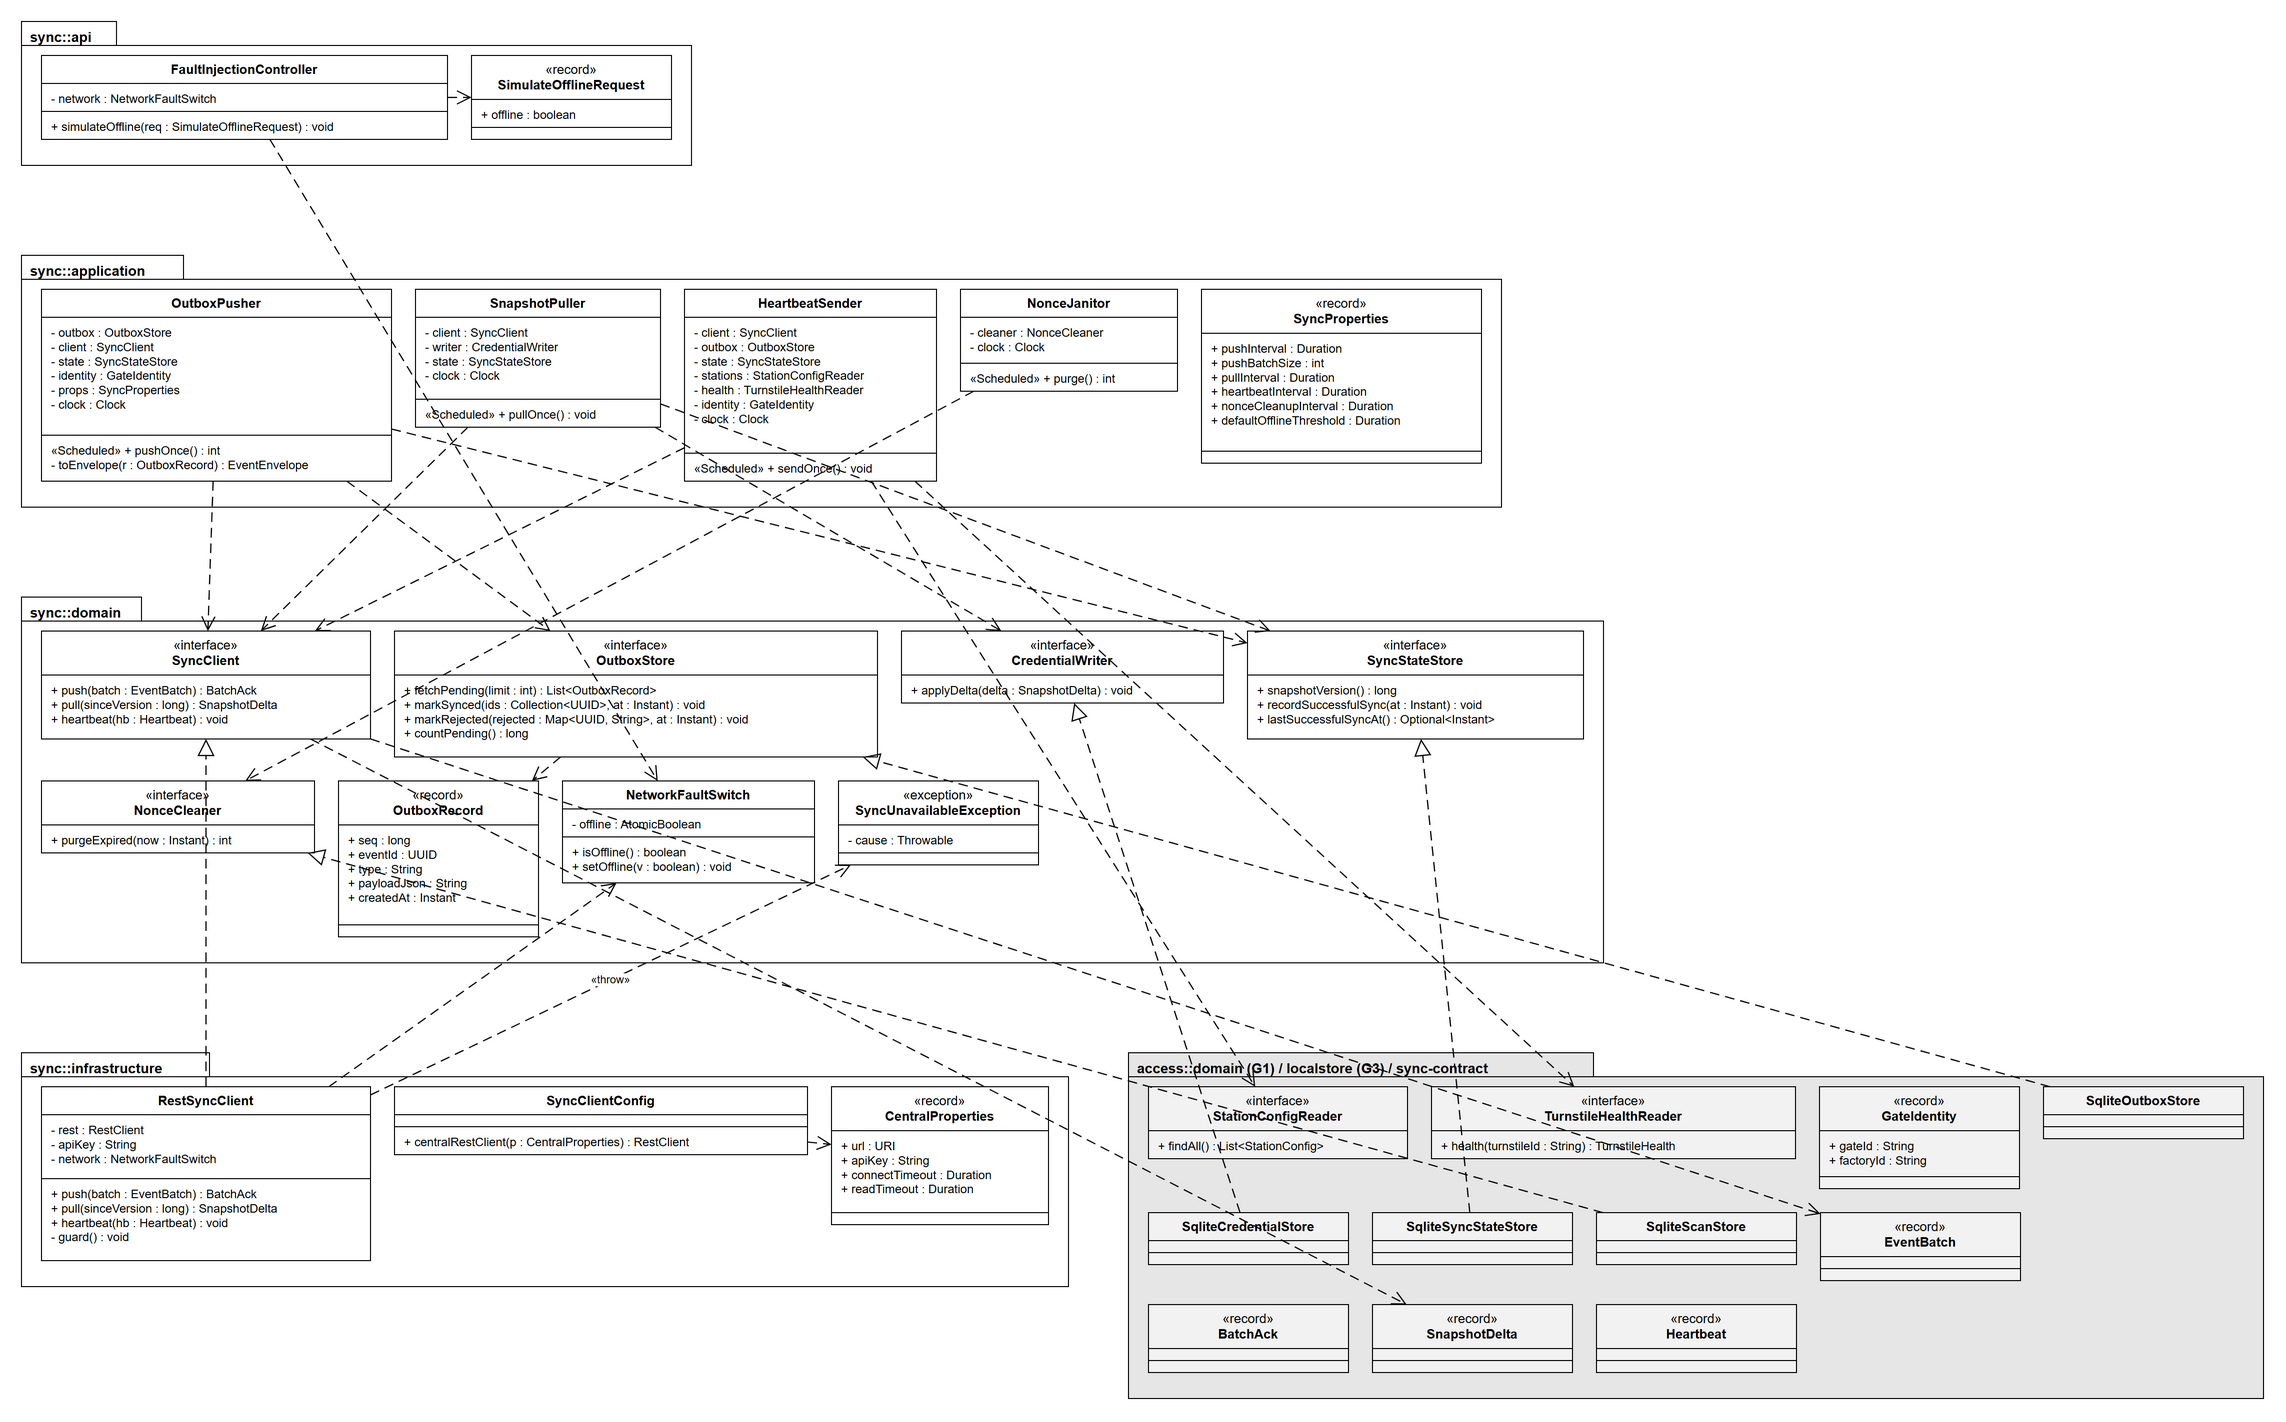 sync::api
FaultInjectionController
- network : NetworkFaultSwitch
+ simulateOffline(req : SimulateOfflineRequest) : void
«record»
SimulateOfflineRequest
+ offline : boolean
sync::application
OutboxPusher
- outbox : OutboxStore
- client : SyncClient
- state : SyncStateStore
- identity : GateIdentity
- props : SyncProperties
- clock : Clock
«Scheduled» + pushOnce() : int
- toEnvelope(r : OutboxRecord) : EventEnvelope
SnapshotPuller
- client : SyncClient
- writer : CredentialWriter
- state : SyncStateStore
- clock : Clock
«Scheduled» + pullOnce() : void
HeartbeatSender
- client : SyncClient
- outbox : OutboxStore
- state : SyncStateStore
- stations : StationConfigReader
- health : TurnstileHealthReader
- identity : GateIdentity
- clock : Clock
«Scheduled» + sendOnce() : void
NonceJanitor
- cleaner : NonceCleaner
- clock : Clock
«Scheduled» + purge() : int
«record»
SyncProperties
+ pushInterval : Duration
+ pushBatchSize : int
+ pullInterval : Duration
+ heartbeatInterval : Duration
+ nonceCleanupInterval : Duration
+ defaultOfflineThreshold : Duration
sync::domain
«interface»
SyncClient
+ push(batch : EventBatch) : BatchAck
+ pull(sinceVersion : long) : SnapshotDelta
+ heartbeat(hb : Heartbeat) : void
«interface»
OutboxStore
+ fetchPending(limit : int) : List<OutboxRecord>
+ markSynced(ids : Collection<UUID>, at : Instant) : void
+ markRejected(rejected : Map<UUID, String>, at : Instant) : void
+ countPending() : long
«interface»
CredentialWriter
+ applyDelta(delta : SnapshotDelta) : void
«interface»
SyncStateStore
+ snapshotVersion() : long
+ recordSuccessfulSync(at : Instant) : void
+ lastSuccessfulSyncAt() : Optional<Instant>
«interface»
NonceCleaner
+ purgeExpired(now : Instant) : int
«record»
OutboxRecord
+ seq : long
+ eventId : UUID
+ type : String
+ payloadJson : String
+ createdAt : Instant
NetworkFaultSwitch
- offline : AtomicBoolean
+ isOffline() : boolean
+ setOffline(v : boolean) : void
«exception»
SyncUnavailableException
- cause : Throwable
«throw»
sync::infrastructure
RestSyncClient
- rest : RestClient
- apiKey : String
- network : NetworkFaultSwitch
+ push(batch : EventBatch) : BatchAck
+ pull(sinceVersion : long) : SnapshotDelta
+ heartbeat(hb : Heartbeat) : void
- guard() : void
SyncClientConfig
+ centralRestClient(p : CentralProperties) : RestClient
«record»
CentralProperties
+ url : URI
+ apiKey : String
+ connectTimeout : Duration
+ readTimeout : Duration
access::domain (G1) / localstore (G3) / sync-contract
«interface»
StationConfigReader
+ findAll() : List<StationConfig>
«interface»
TurnstileHealthReader
+ health(turnstileId : String) : TurnstileHealth
«record»
GateIdentity
+ gateId : String
+ factoryId : String
SqliteOutboxStore
SqliteCredentialStore
SqliteSyncStateStore
SqliteScanStore
«record»
EventBatch
«record»
BatchAck
«record»
SnapshotDelta
«record»
Heartbeat